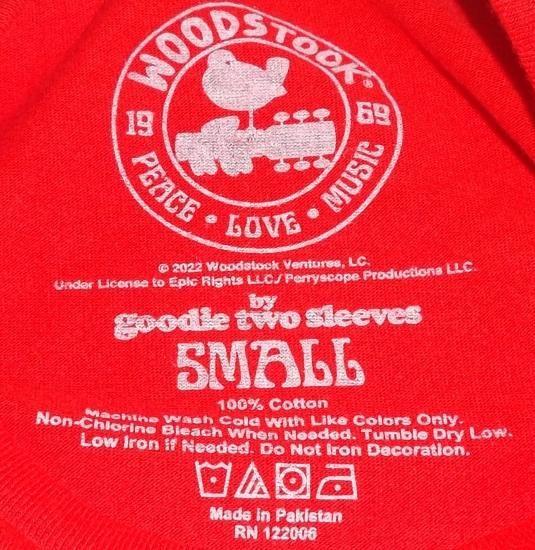 WOODSTOCK®
19 69
PEACE • LOVE • MUSIC
© 2022 Woodstock Ventures, LC.
Under License to Epic Rights LLC./ Perryscope Productions LLC.
by
goodie two sleeves
SMALL
100% Cotton
Machine Wash Cold With Like Colors Only.
Non-Chlorine Bleach When Needed. Tumble Dry Low.
Low Iron if Needed. Do Not Iron Decoration.
Made in Pakistan
RN 122006